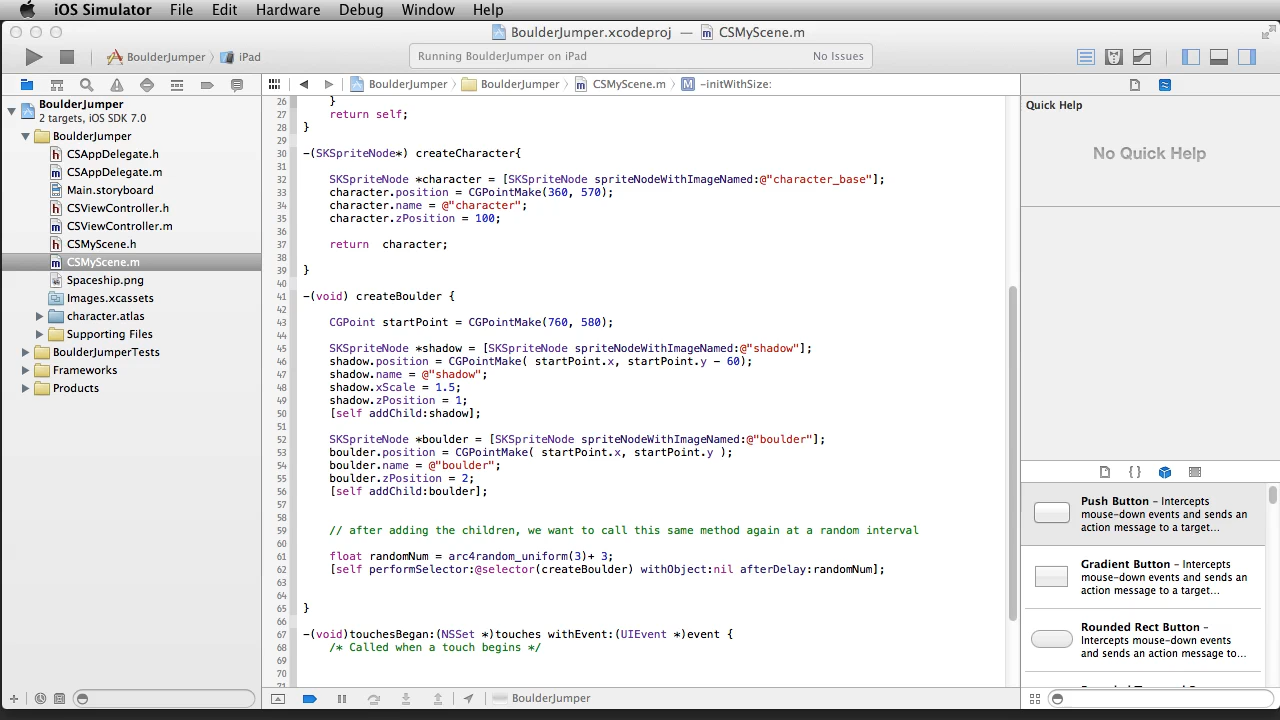 iOS Simulator File Edit Hardware Debug Window Help
BoulderJumper.xcodeproj — CSMyScene.m
BoulderJumper iPad
Running BoulderJumper on iPad No Issues
BoulderJumper BoulderJumper CSMyScene.m -initWithSize:
BoulderJumper
2 targets, iOS SDK 7.0
BoulderJumper
CSAppDelegate.h
CSAppDelegate.m
Main.storyboard
CSViewController.h
CSViewController.m
CSMyScene.h
CSMyScene.m
Spaceship.png
Images.xcassets
character.atlas
Supporting Files
BoulderJumperTests
Frameworks
Products
26 }
27 return self;
28 }
29
30 -(SKSpriteNode*) createCharacter{
31
32 SKSpriteNode *character = [SKSpriteNode spriteNodeWithImageNamed:@"character_base"];
33 character.position = CGPointMake(360, 570);
34 character.name = @"character";
35 character.zPosition = 100;
36
37 return  character;
38
39 }
40
41 -(void) createBoulder {
42
43 CGPoint startPoint = CGPointMake(760, 580);
44
45 SKSpriteNode *shadow = [SKSpriteNode spriteNodeWithImageNamed:@"shadow"];
46 shadow.position = CGPointMake( startPoint.x, startPoint.y - 60);
47 shadow.name = @"shadow";
48 shadow.xScale = 1.5;
49 shadow.zPosition = 1;
50 [self addChild:shadow];
51
52 SKSpriteNode *boulder = [SKSpriteNode spriteNodeWithImageNamed:@"boulder"];
53 boulder.position = CGPointMake( startPoint.x, startPoint.y );
54 boulder.name = @"boulder";
55 boulder.zPosition = 2;
56 [self addChild:boulder];
57
58
59 // after adding the children, we want to call this same method again at a random interval
60
61 float randomNum = arc4random_uniform(3)+ 3;
62 [self performSelector:@selector(createBoulder) withObject:nil afterDelay:randomNum];
63
64
65 }
66
67 -(void)touchesBegan:(NSSet *)touches withEvent:(UIEvent *)event {
68 /* Called when a touch begins */
69
70
Quick Help
No Quick Help
Push Button – Intercepts
mouse-down events and sends an
action message to a target...
Gradient Button – Intercepts
mouse-down events and sends an
action message to a target...
Rounded Rect Button –
Intercepts mouse-down events
and sends an action message to...
BoulderJumper